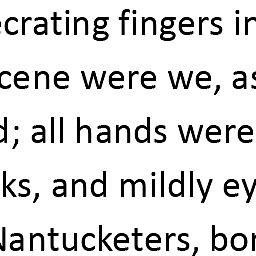 ecrating fingers in
cene were we, as
d; all hands were
ks, and mildly ey
Nantucketers, bor